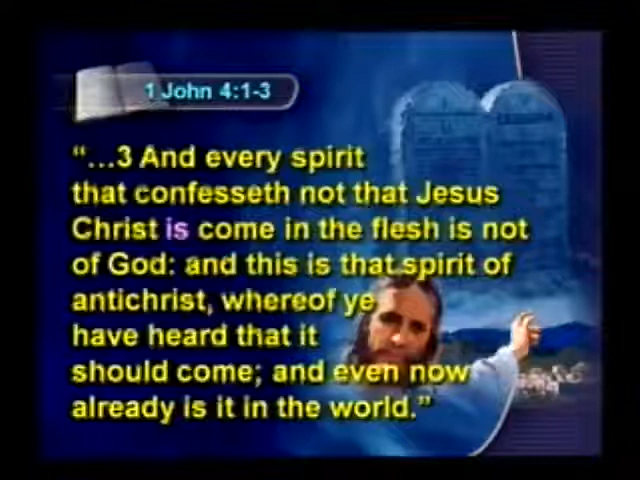 1 John 4:1-3
“...3 And every spirit
that confesseth not that Jesus
Christ is come in the flesh is not
of God: and this is that spirit of
antichrist, whereof ye
have heard that it
should come; and even now
already is it in the world.”